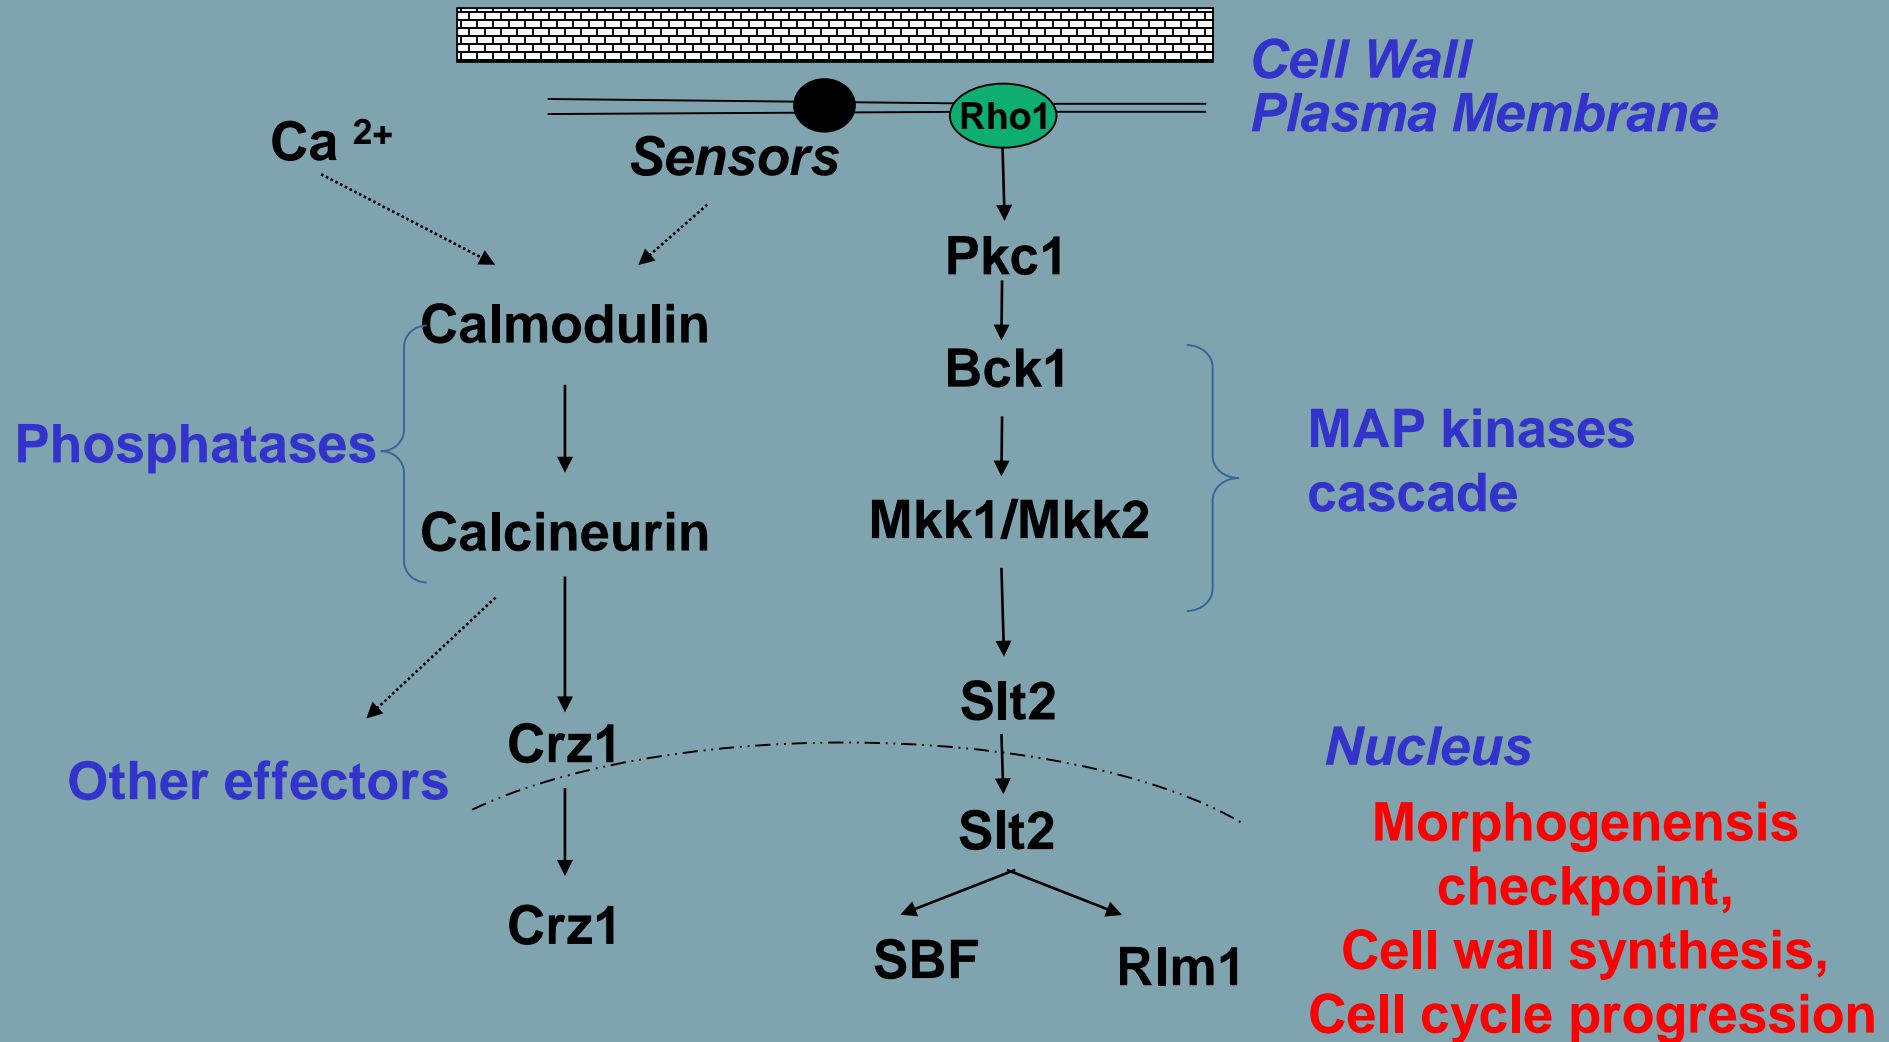 Cell Wall
Plasma Membrane
Ca 2+
Sensors
Rho1
Pkc1
Calmodulin
Bck1
Phosphatases
MAP kinases
cascade
Calcineurin
Mkk1/Mkk2
Slt2
Crz1
Other effectors
Nucleus
Slt2
Crz1
SBF
Rlm1
Morphogenensis
checkpoint,
Cell wall synthesis,
Cell cycle progression